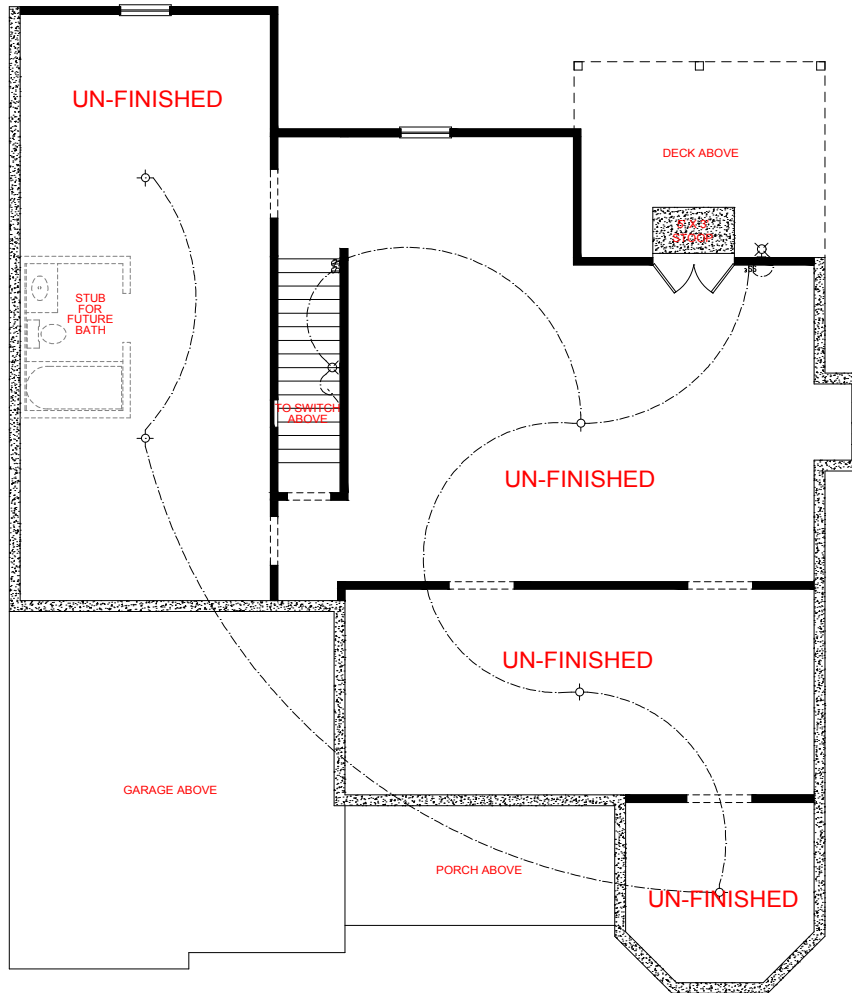 UN-FINISHED
DECK ABOVE
STOOP
STUB
FOR
FUTURE
BATH
TO SWITCH
ABOVE
UN-FINISHED
UN-FINISHED
GARAGE ABOVE
PORCH ABOVE
UN-FINISHED